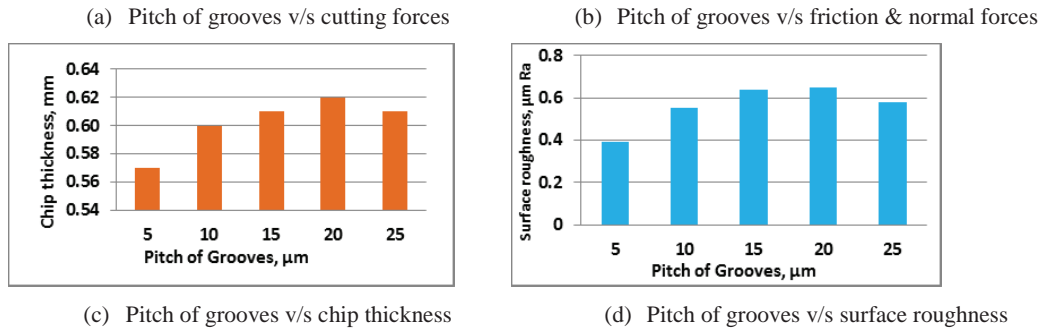 (a) Pitch of grooves v/s cutting forces
(b) Pitch of grooves v/s friction & normal forces
Chip thickness, mm
0.64
0.62
0.60
0.58
0.56
0.54
5 10 15 20 25
Pitch of Grooves, µm
Surface roughness, µm Ra
0.8
0.6
0.4
0.2
0
5 10 15 20 25
Pitch of Grooves, µm
(c) Pitch of grooves v/s chip thickness
(d) Pitch of grooves v/s surface roughness